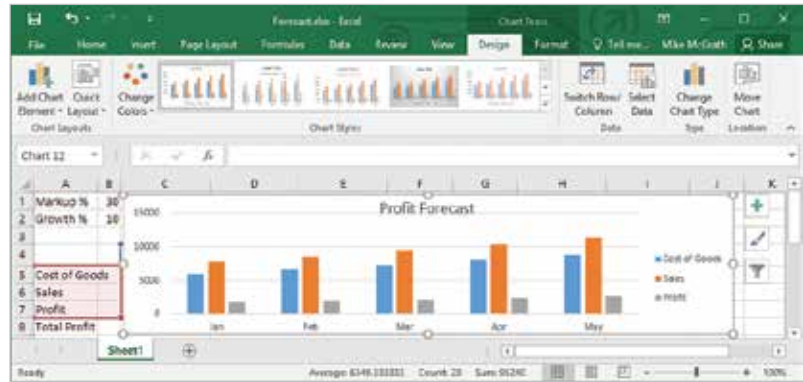 Forecast.xlsx - Excel
Chart Tools
File Home Insert Page Layout Formulas Data Review View Design Format Tell me... Mike McGrath Share
Add Chart Element Quick Layout Change Colors Switch Row/ Column Select Data Change Chart Type Move Chart
Chart Layouts Chart Styles Data Type Location
Chart 12 fx
A B C D E F G H I J K
1 Markup % 30
2 Growth % 10
3
4
5 Cost of Goods
6 Sales
7 Profit
8 Total Profit
Profit Forecast
15000
10000
5000
0
Jan Feb Mar Apr May
Cost of Goods
Sales
Profit
Sheet1
Ready Count: 28 100%